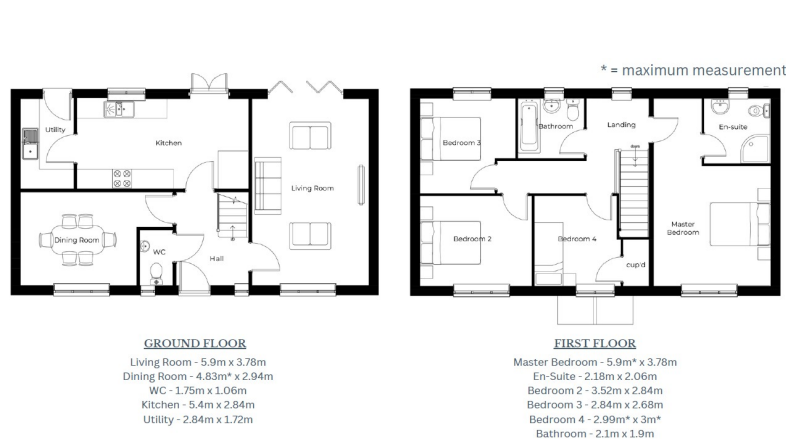 * = maximum measurement
Utility
Kitchen
Living Room
Dining Room
WC
Hall
Bedroom 3
Bathroom
Landing
En-suite
Bedroom 2
Bedroom 4
Master
Bedroom
cup'd
GROUND FLOOR
Living Room - 5.9m x 3.78m
Dining Room - 4.83m* x 2.94m
WC - 1.75m x 1.06m
Kitchen - 5.4m x 2.84m
Utility - 2.84m x 1.72m
FIRST FLOOR
Master Bedroom - 5.9m* x 3.78m
En-Suite - 2.18m x 2.06m
Bedroom 2 - 3.52m x 2.84m
Bedroom 3 - 2.84m x 2.68m
Bedroom 4 - 2.99m* x 3m*
Bathroom - 2.1m x 1.9m